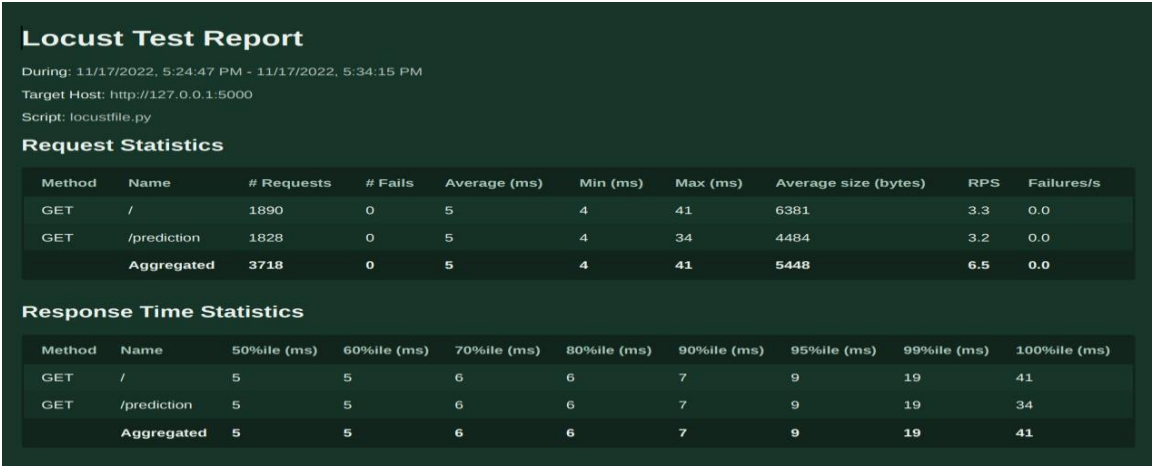 Locust Test Report
During: 11/17/2022, 5:24:47 PM - 11/17/2022, 5:34:15 PM
Target Host: http://127.0.0.1:5000
Script: locustfile.py
Request Statistics
Method Name # Requests # Fails Average (ms) Min (ms) Max (ms) Average size (bytes) RPS Failures/s
GET / 1890 0 5 4 41 6381 3.3 0.0
GET /prediction 1828 0 5 4 34 4484 3.2 0.0
Aggregated 3718 0 5 4 41 5448 6.5 0.0
Response Time Statistics
Method Name 50%ile (ms) 60%ile (ms) 70%ile (ms) 80%ile (ms) 90%ile (ms) 95%ile (ms) 99%ile (ms) 100%ile (ms)
GET / 5 5 6 6 7 9 19 41
GET /prediction 5 5 6 6 7 9 19 34
Aggregated 5 5 6 6 7 9 19 41